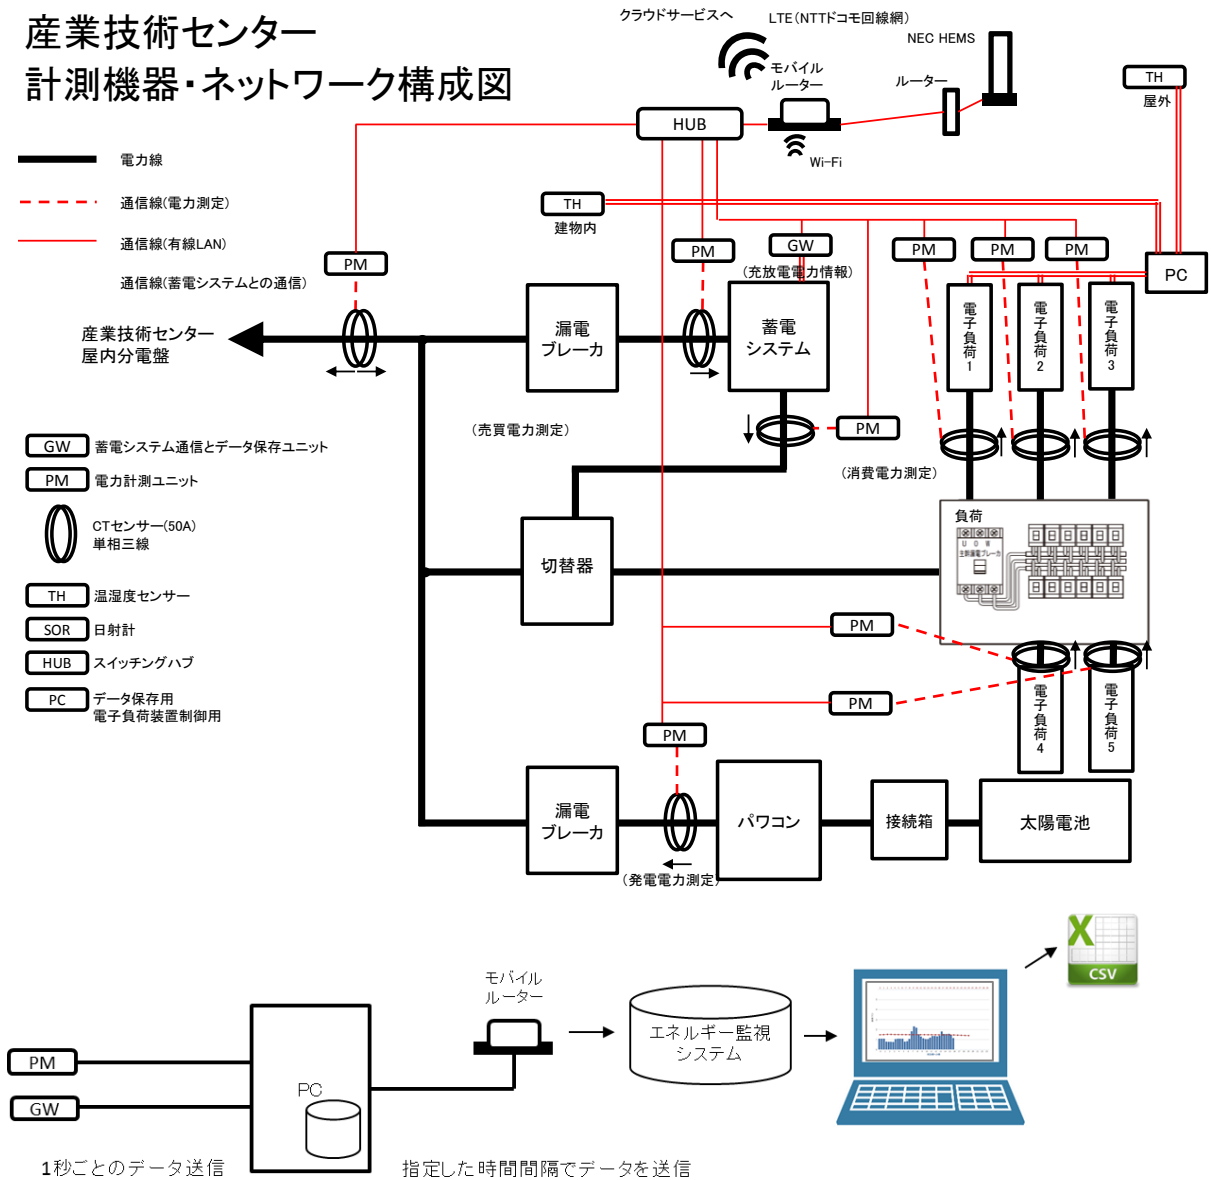 産業技術センター
計測機器・ネットワーク構成図
クラウドサービスへ
LTE(NTTドコモ回線網)
NEC HEMS
モバイル
ルーター
ルーター
TH
屋外
HUB
Wi-Fi
電力線
通信線(電力測定)
通信線(有線LAN)
通信線(蓄電システムとの通信)
TH
建物内
PM
PM
GW
PM
PM
PM
PC
(充放電電力情報)
産業技術センター
屋内分電盤
漏電
ブレーカ
蓄電
システム
電子負荷1
電子負荷2
電子負荷3
(売買電力測定)
PM
(消費電力測定)
GW
蓄電システム通信とデータ保存ユニット
PM
電力計測ユニット
CTセンサー(50A)
単相三線
TH
温湿度センサー
SOR
日射計
HUB
スイッチングハブ
PC
データ保存用
電子負荷装置制御用
切替器
負荷
U O W
主幹漏電ブレーカ
PM
PM
電子負荷4
電子負荷5
PM
漏電
ブレーカ
パワコン
接続箱
太陽電池
(発電電力測定)
CSV
モバイル
ルーター
エネルギー監視
システム
PM
GW
PC
1秒ごとのデータ送信
指定した時間間隔でデータを送信